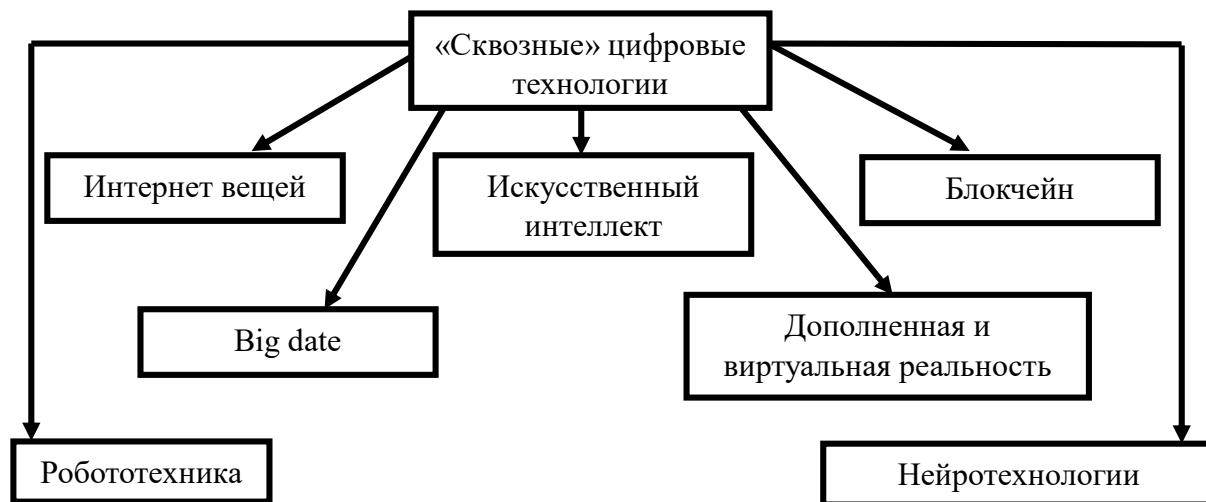 «Сквозные» цифровые
технологии
Интернет вещей
Искусственный
интеллект
Блокчейн
Big date
Дополненная и
виртуальная реальность
Робототехника
Нейротехнологии